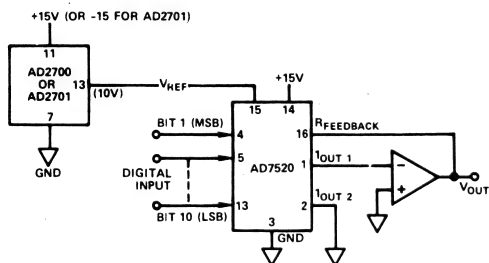 +15V (OR -15 FOR AD2701)
11
AD2700
OR
AD2701
13
(10V)
7
GND
VREF
+15V
15
14
BIT 1 (MSB)
4
16
RFEEDBACK
5
DIGITAL
INPUT
AD7520
1
IOUT 1
13
BIT 10 (LSB)
2
IOUT 2
3
GND
-
+
VOUT